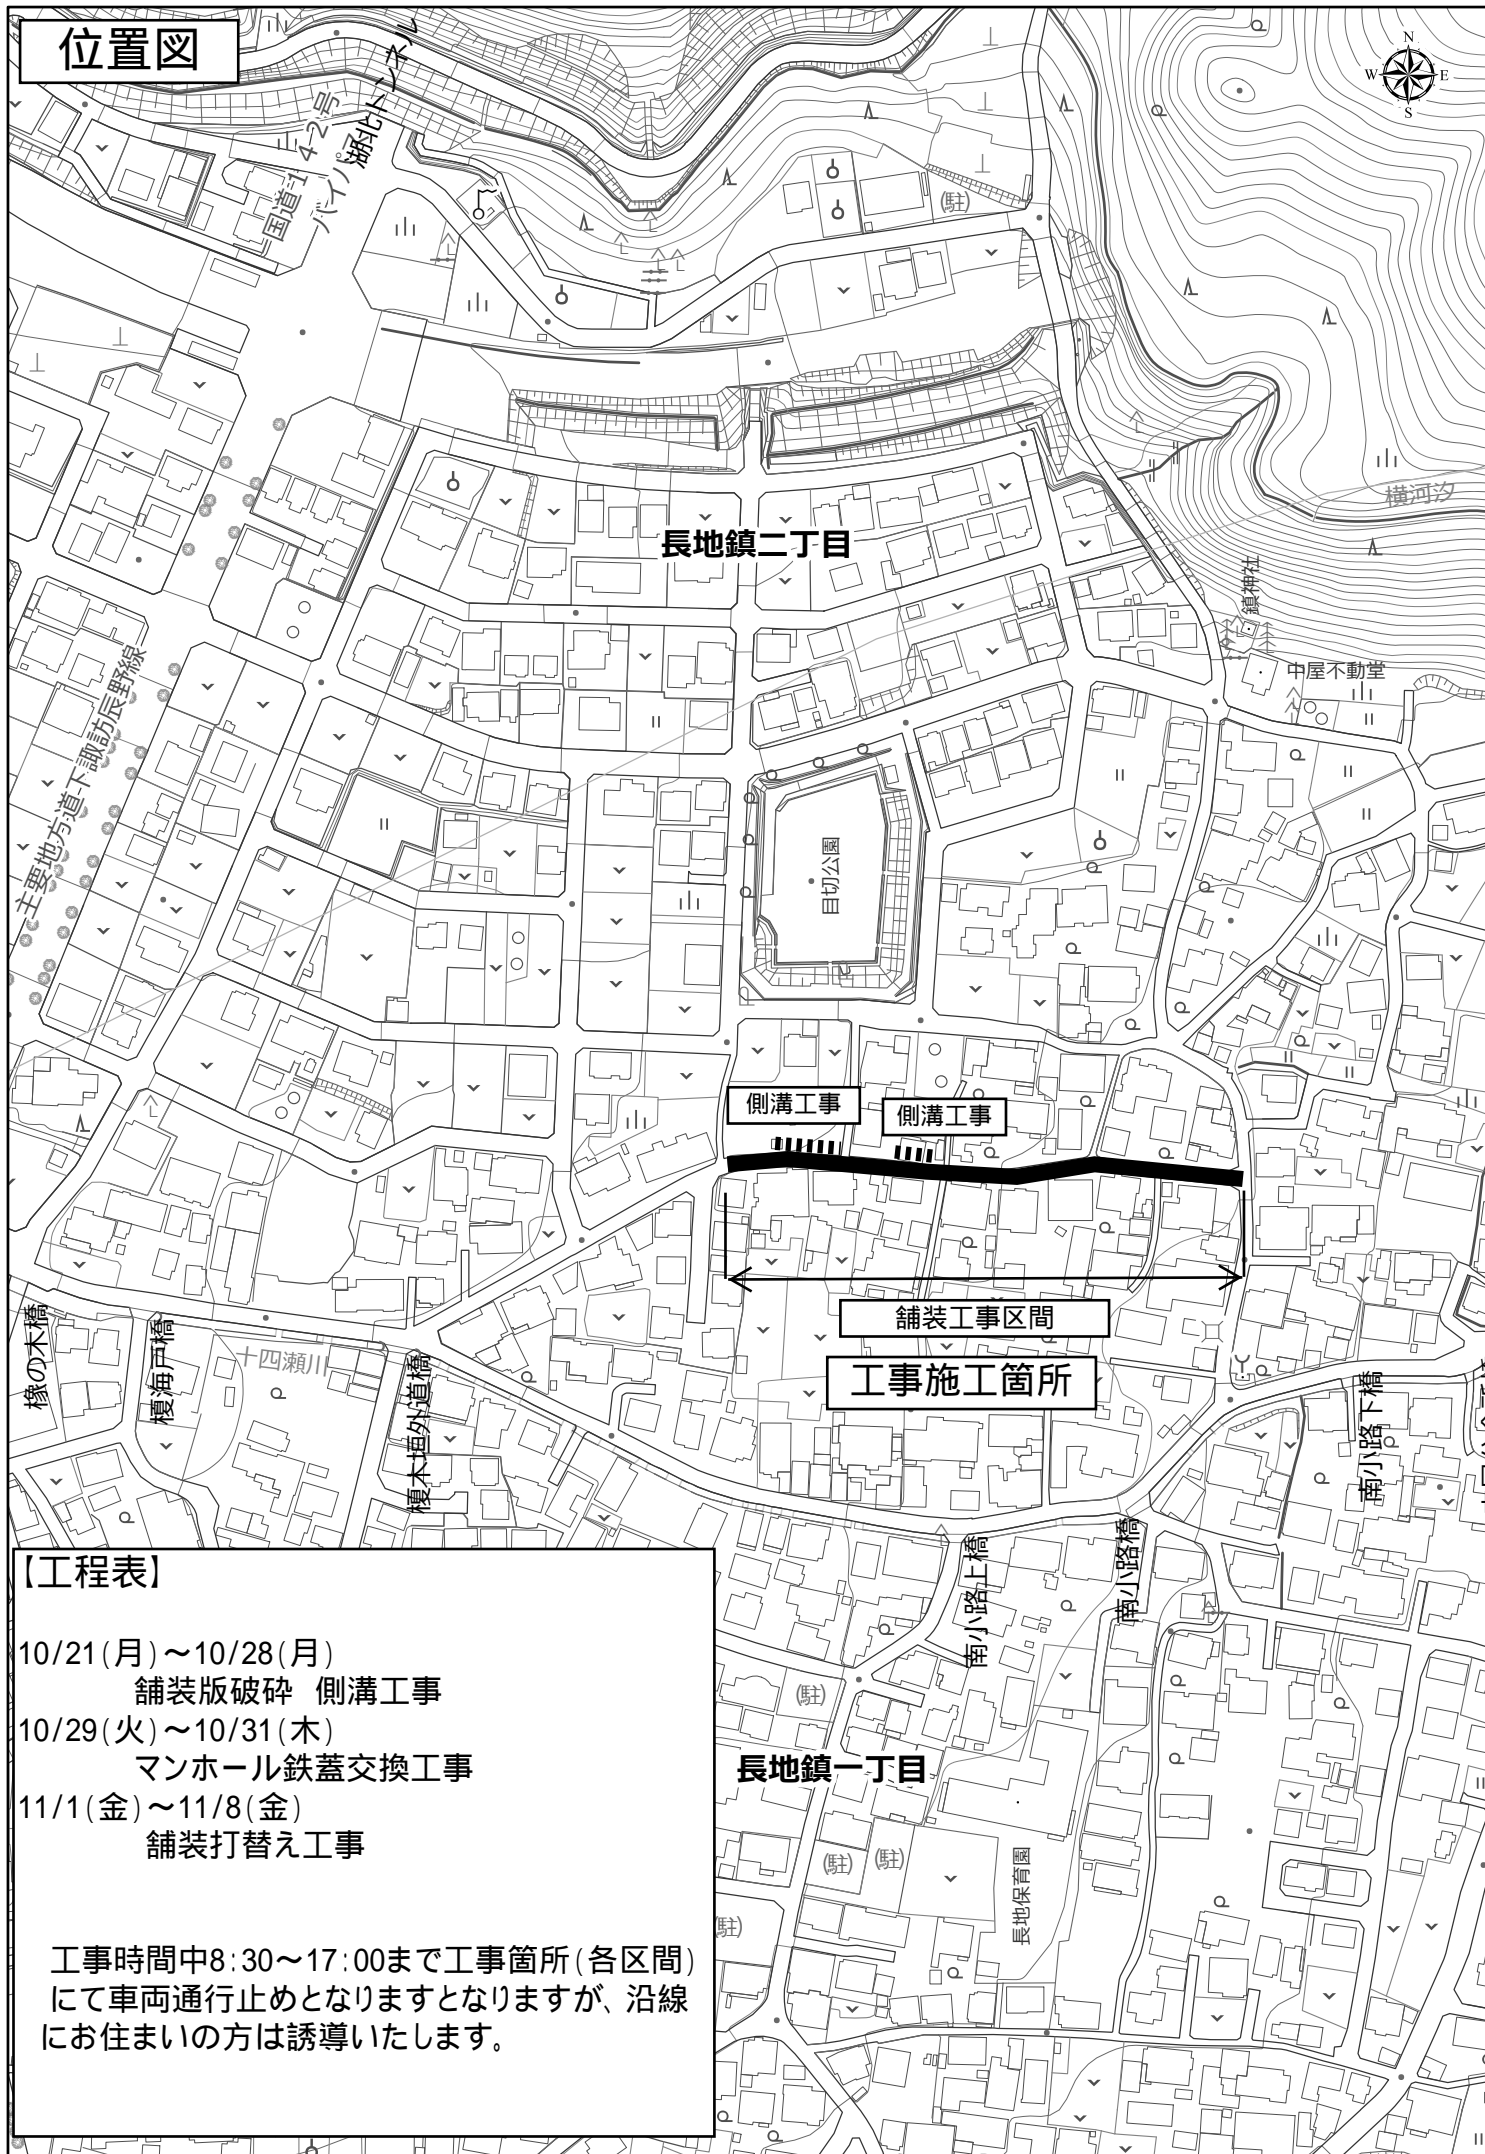 位置図
N
W
E
S
湖北トンネル
国道142号
バイパス
(駐)
横河汐
長地鎮二丁目
鎮神社
中屋不動堂
主要地方道下諏訪辰野線
目切公園
側溝工事
側溝工事
舗装工事区間
工事施工箇所
橡の木橋
榎海戸橋
十四瀬川
榎木垣外道橋
南小路下橋
南小路上橋
南小路橋
【工程表】
10/21(月)～10/28(月)
舗装版破砕 側溝工事
10/29(火)～10/31(木)
マンホール鉄蓋交換工事
11/1(金)～11/8(金)
舗装打替え工事
工事時間中8:30～17:00まで工事箇所(各区間)
にて車両通行止めとなりますとなりますが、沿線
にお住まいの方は誘導いたします。
(駐)
長地鎮一丁目
(駐)
(駐)
(駐)
長地保育園